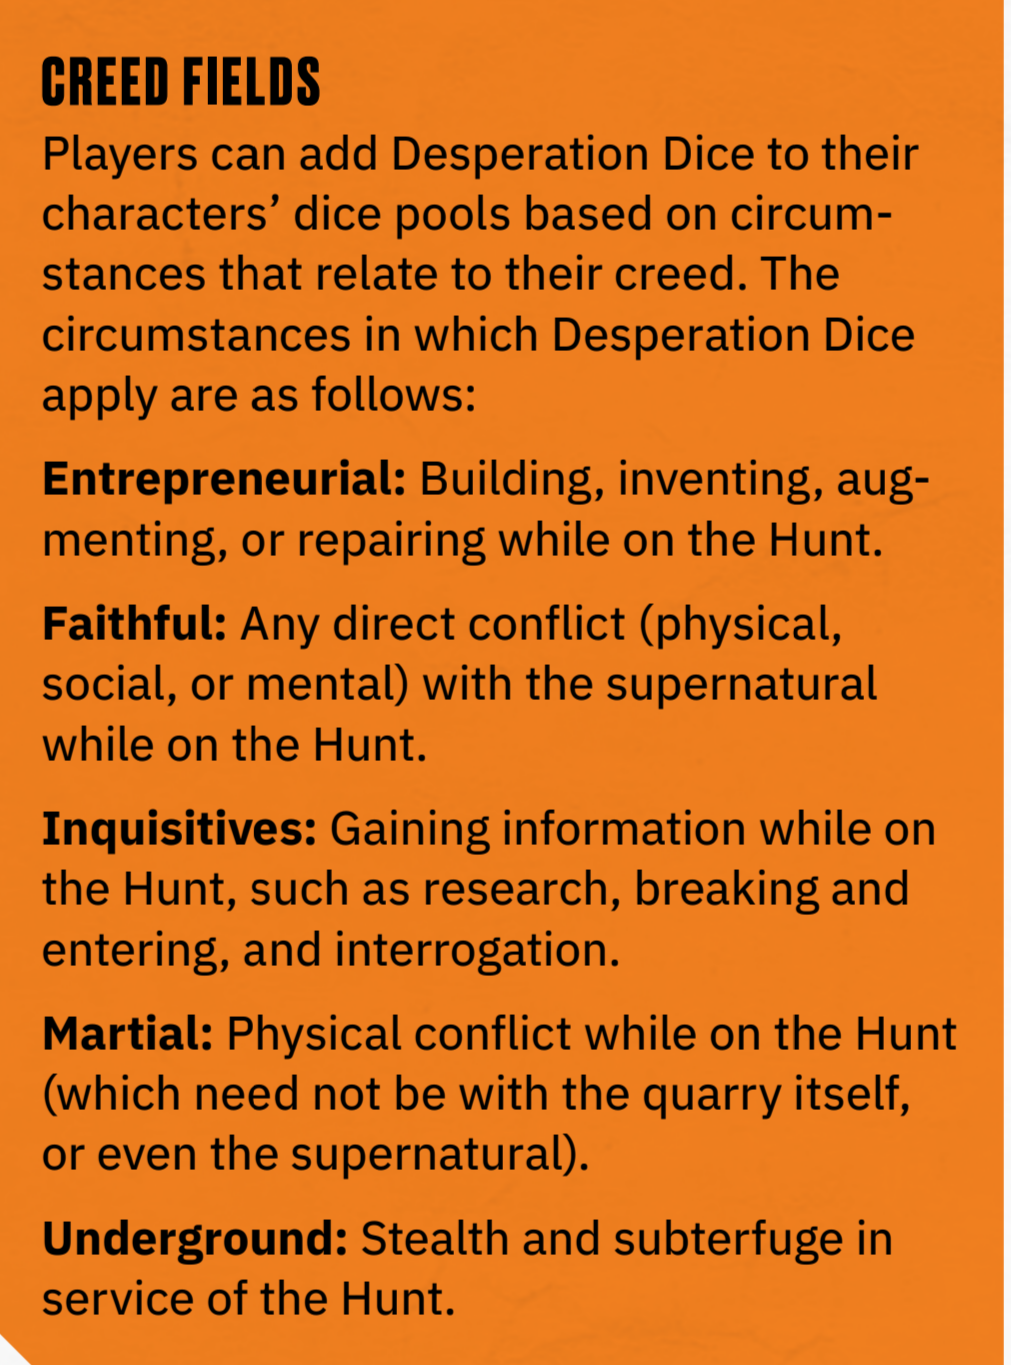 CREED FIELDS
Players can add Desperation Dice to their
characters’ dice pools based on circum-
stances that relate to their creed. The
circumstances in which Desperation Dice
apply are as follows:
Entrepreneurial: Building, inventing, aug-
menting, or repairing while on the Hunt.
Faithful: Any direct conflict (physical,
social, or mental) with the supernatural
while on the Hunt.
Inquisitives: Gaining information while on
the Hunt, such as research, breaking and
entering, and interrogation.
Martial: Physical conflict while on the Hunt
(which need not be with the quarry itself,
or even the supernatural).
Underground: Stealth and subterfuge in
service of the Hunt.